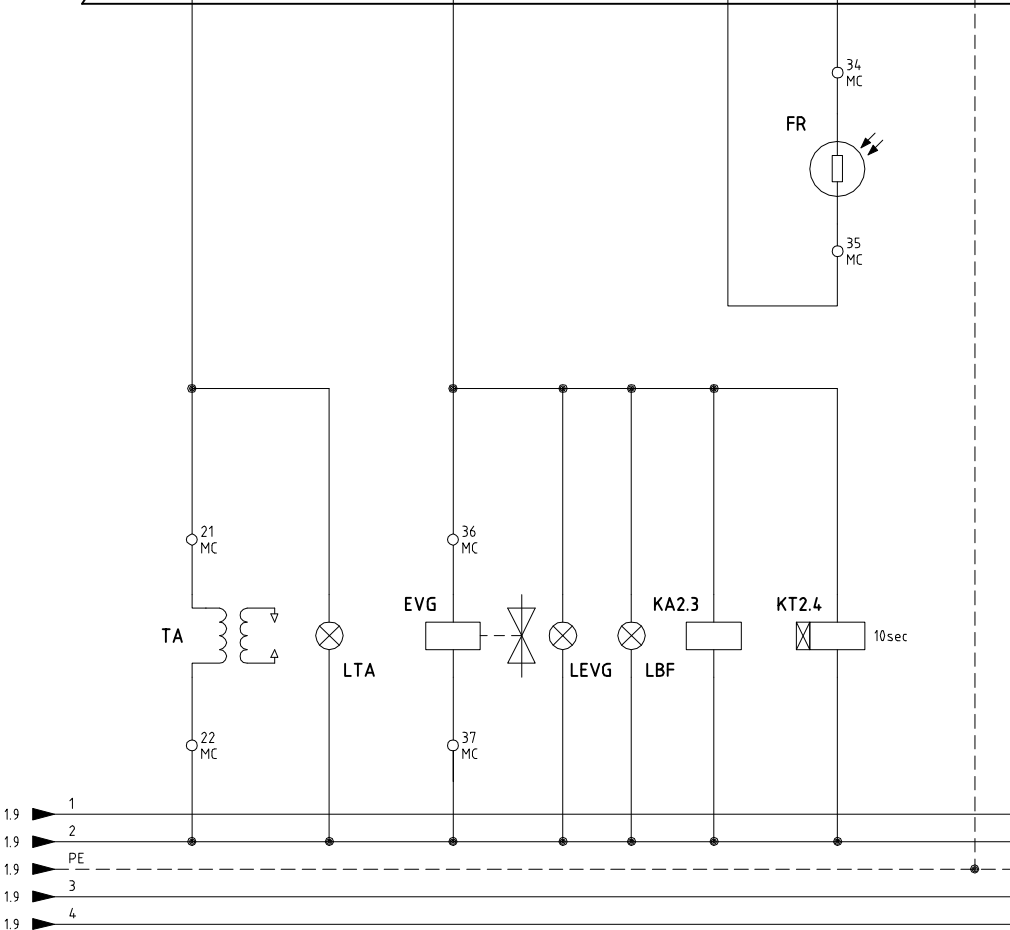 34
MC
FR
35
MC
21
MC
36
MC
EVG
KA2.3
KT2.4
TA
10sec
LTA
LEVG
LBF
22
MC
37
MC
1
1.9
2
1.9
PE
1.9
3
1.9
4
1.9